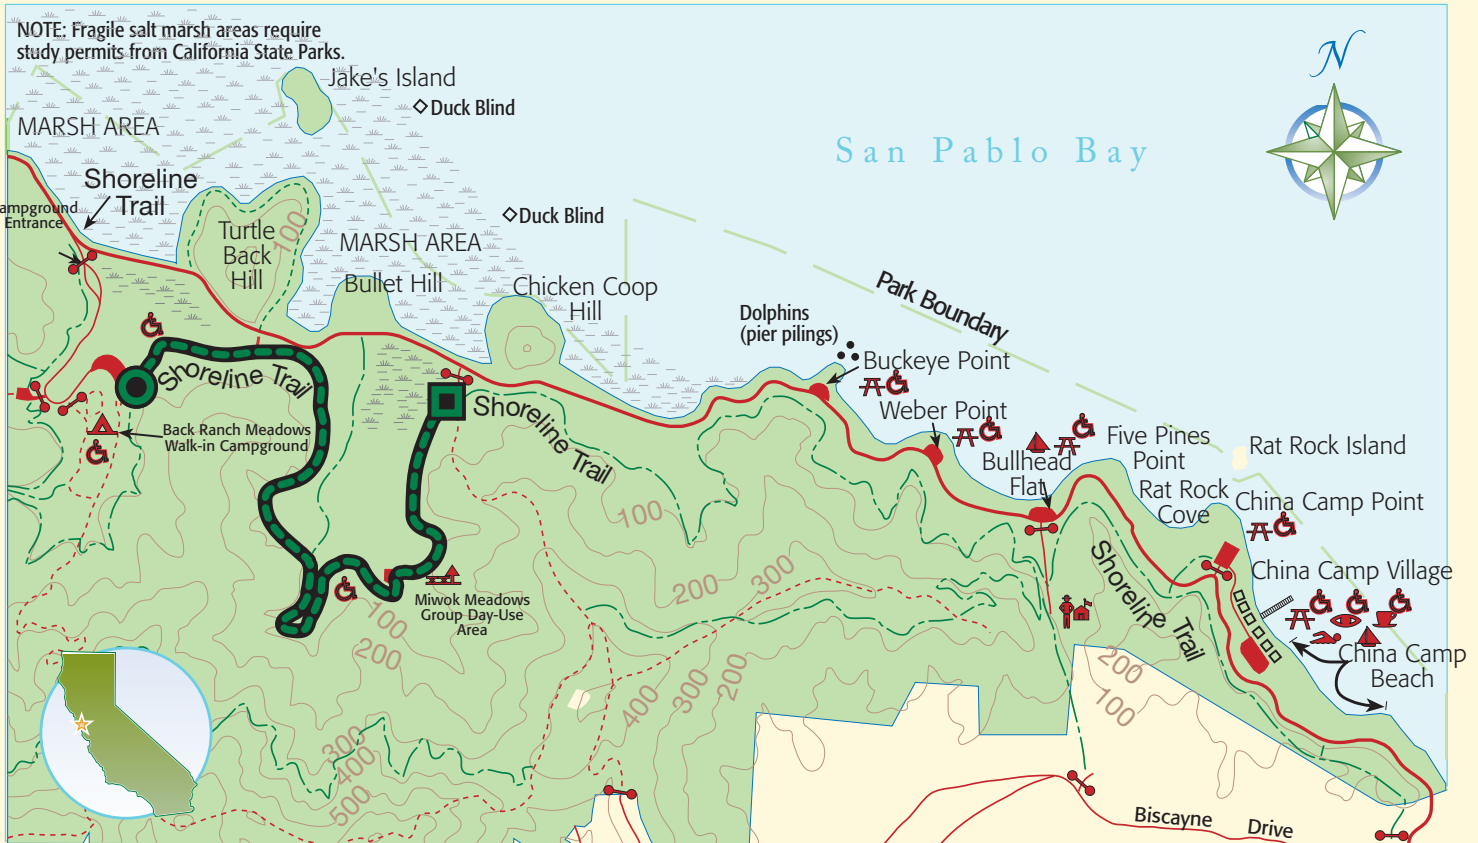 NOTE: Fragile salt marsh areas require
study permits from California State Parks.
Jake's Island
Duck Blind
MARSH AREA
N
San Pablo Bay
Shoreline
Trail
ampground
Entrance
Duck Blind
Turtle
Back
Hill
100
MARSH AREA
Bullet Hill
Chicken Coop
Hill
Park Boundary
Dolphins
(pier pilings)
Buckeye Point
Shoreline Trail
Shoreline Trail
Weber Point
Back Ranch Meadows
Walk-in Campground
Bullhead
Flat
Five Pines
Point
Rat Rock Island
Rat Rock
Cove
China Camp Point
100
200
300
Shoreline Trail
China Camp Village
Miwok Meadows
Group Day-Use
Area
100
200
China Camp
Beach
200
100
400
300
200
300
400
500
Biscayne Drive